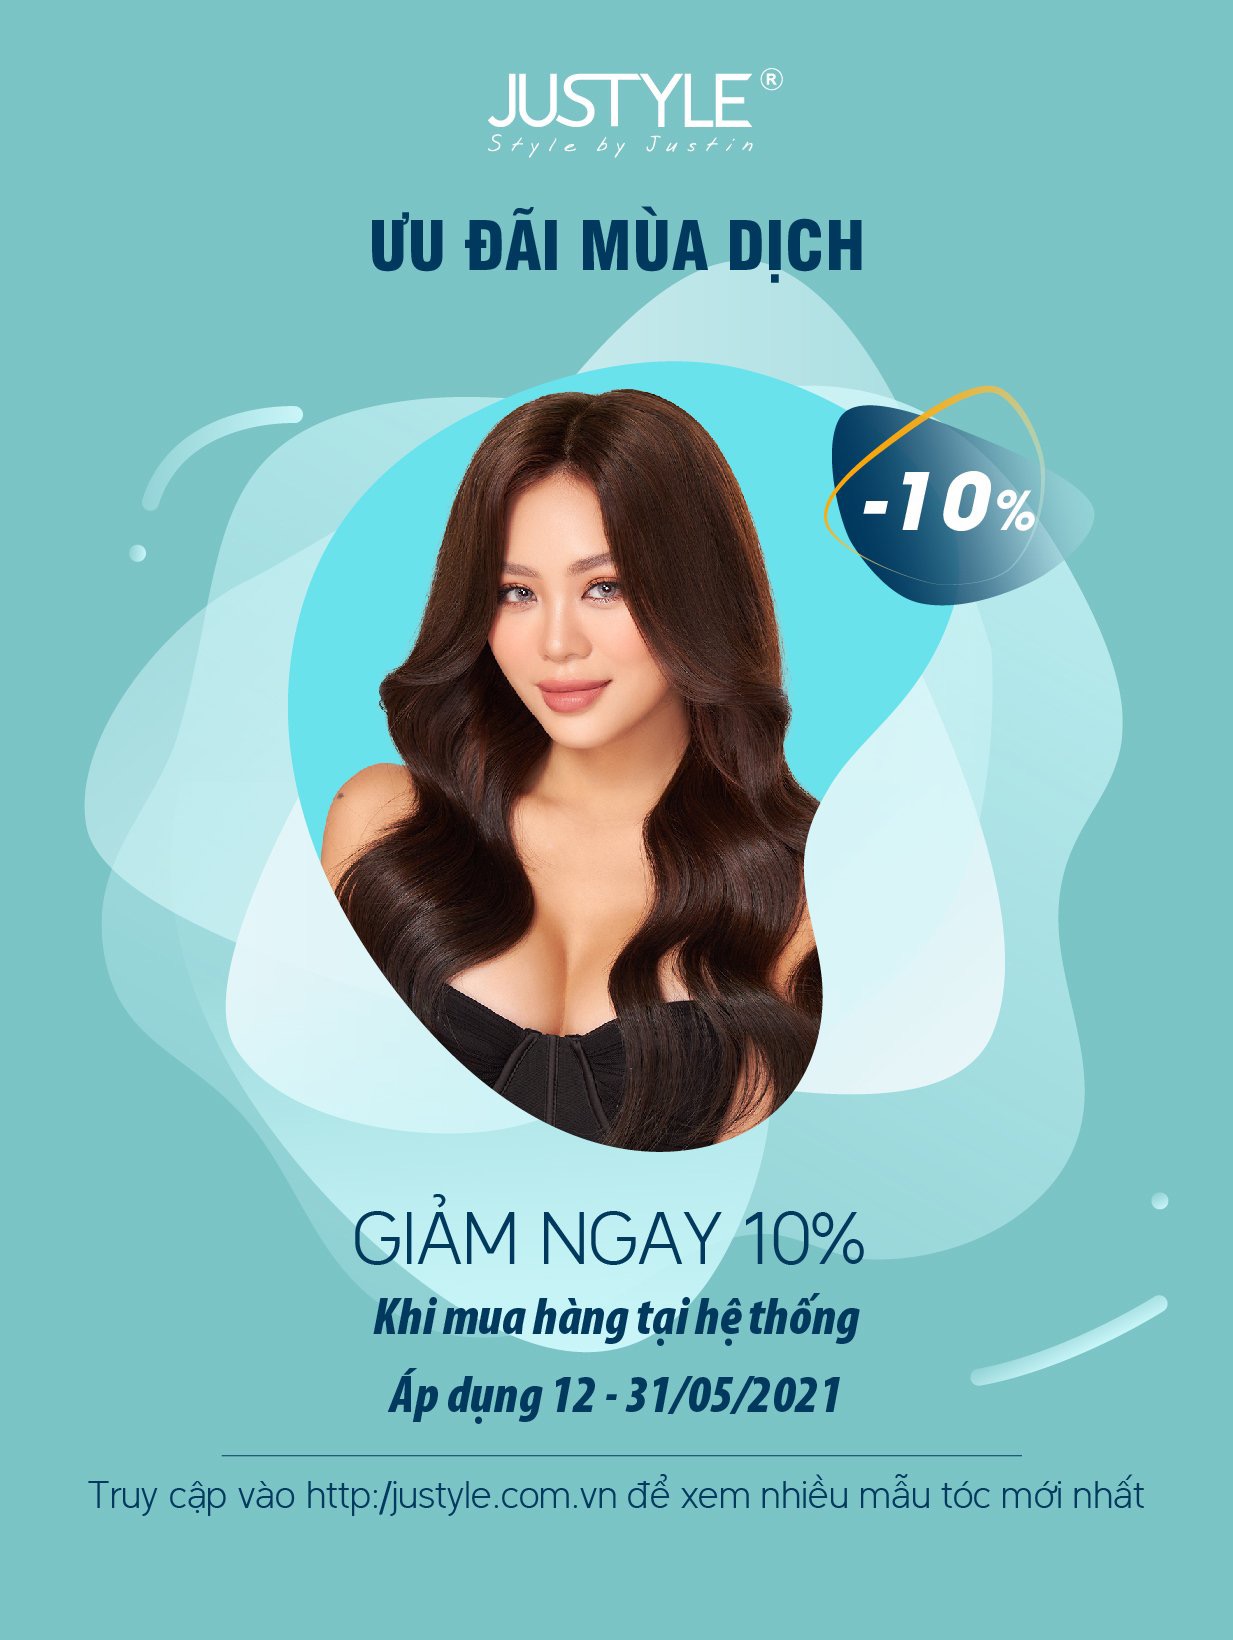 JUSTYLE®
Style by Justin
ƯU ĐÃI MÙA DỊCH
-10%
GIẢM NGAY 10%
Khi mua hàng tại hệ thống
Áp dụng 12 - 31/05/2021
Truy cập vào http:/justyle.com.vn để xem nhiều mẫu tóc mới nhất